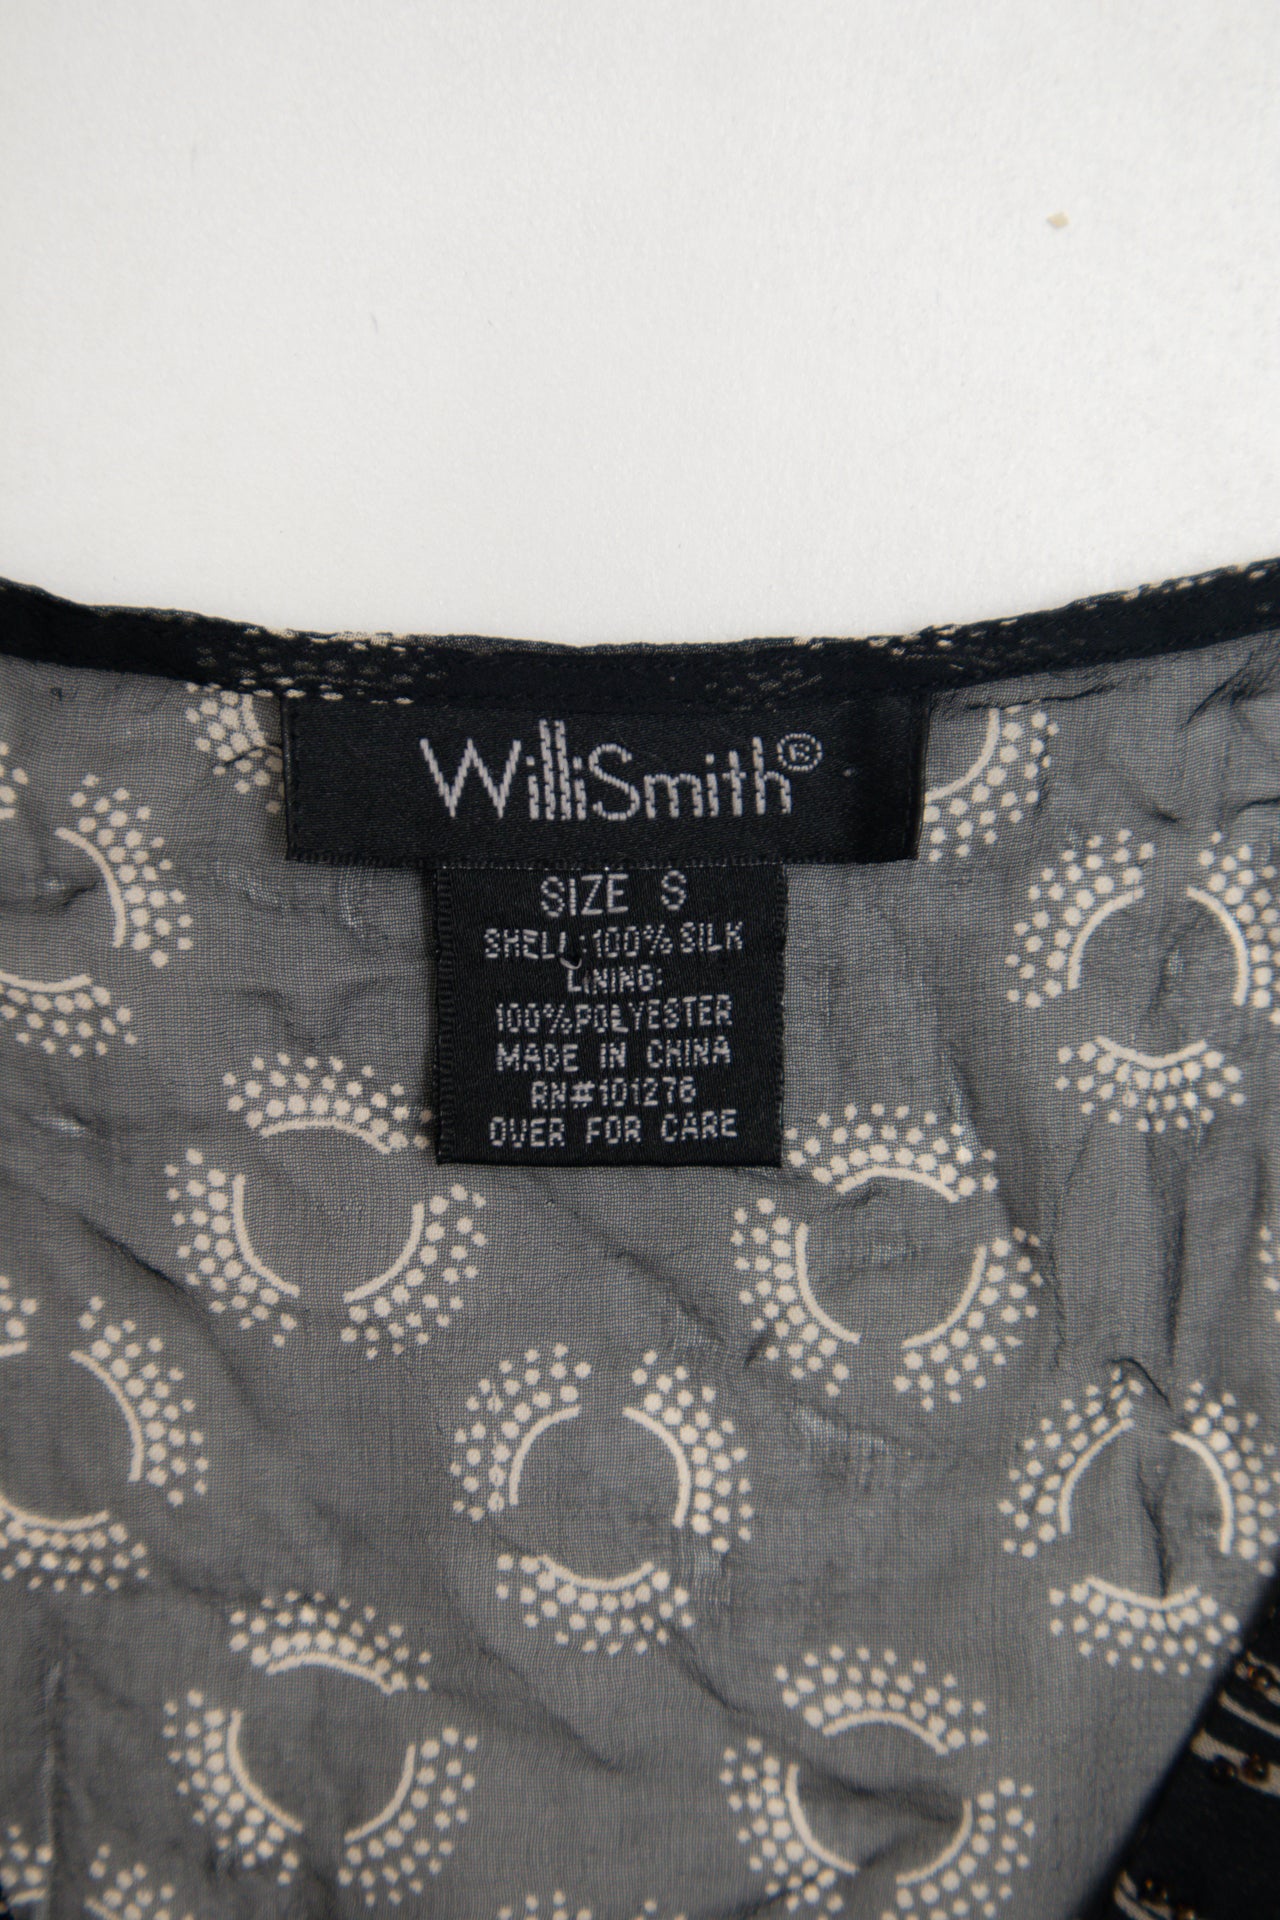 WilliSmith®
SIZE S
SHELL:100% SILK
LINING:
100%POLYESTER
MADE IN CHINA
RN#101276
OVER FOR CARE